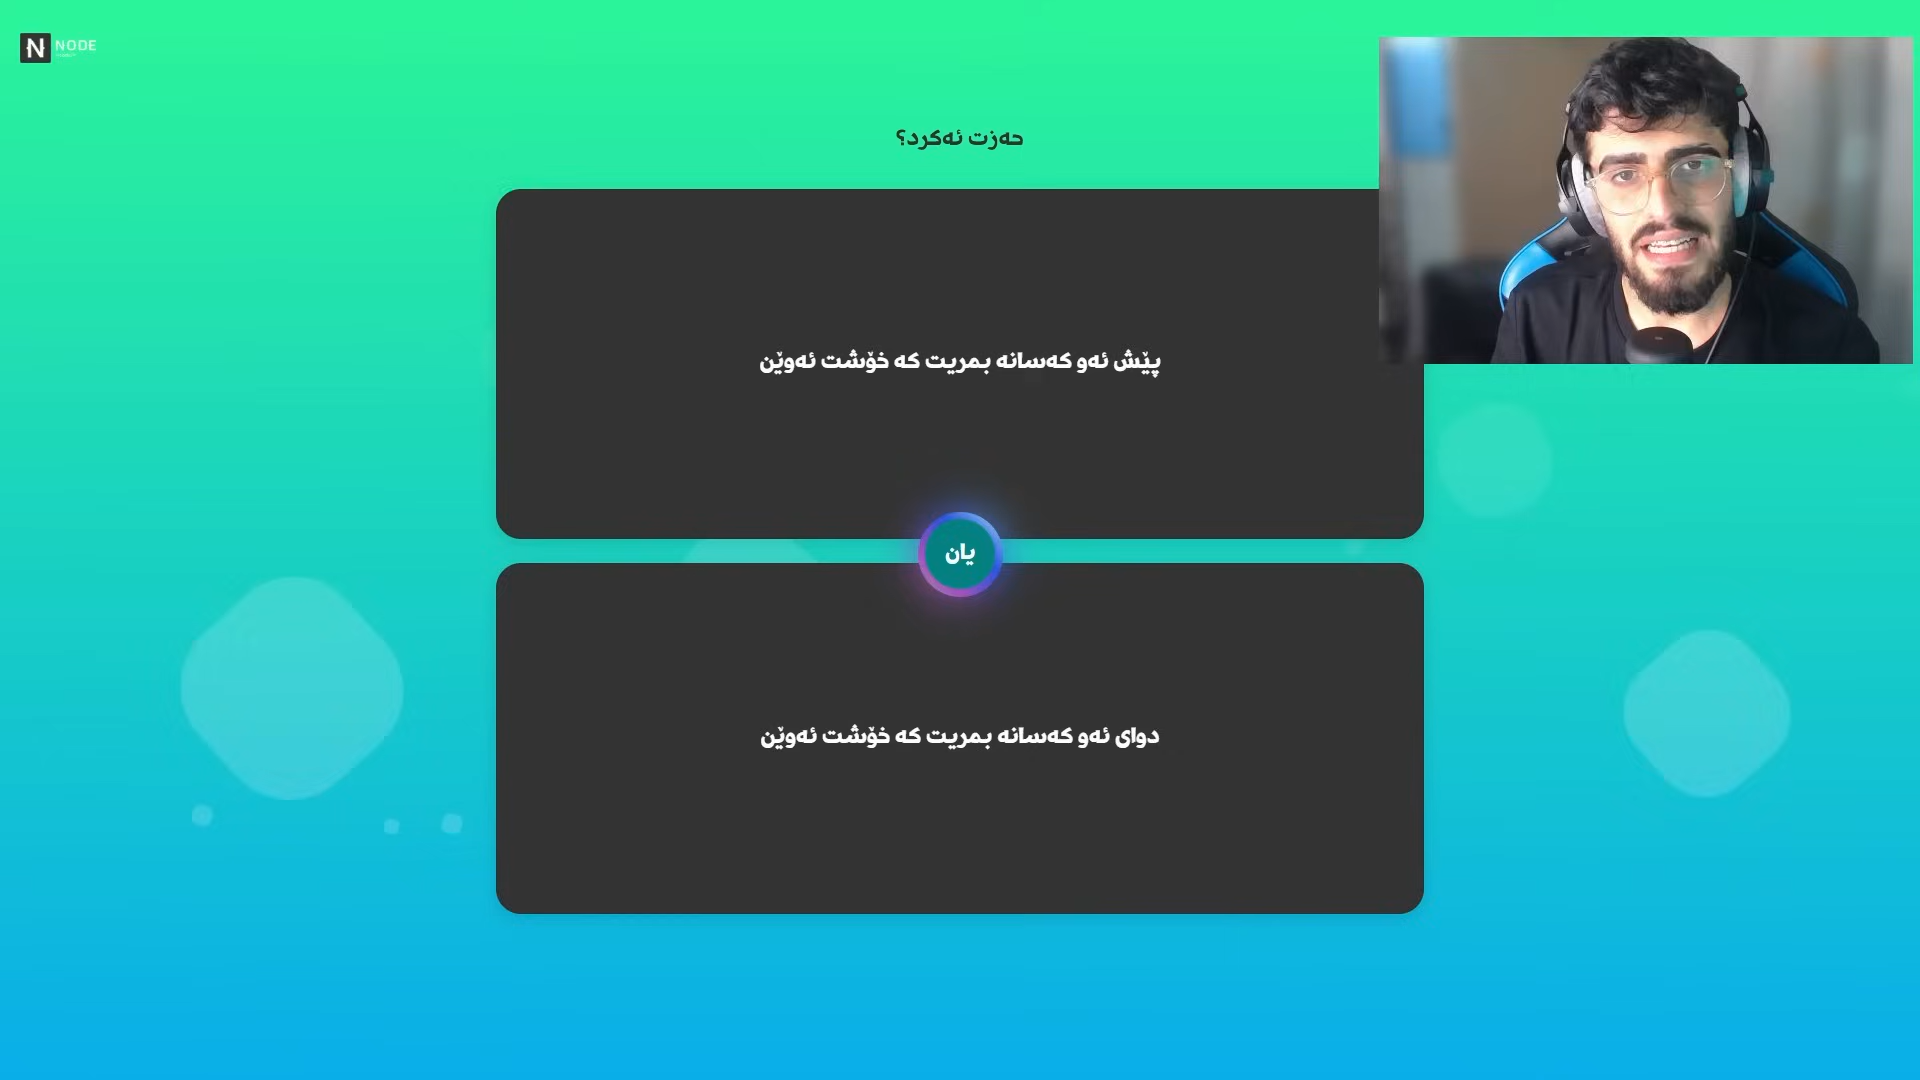 NODE
حەزت ئەکرد؟
پێش ئەو کەسانە بمریت کە خۆشت ئەوێن
یان
دوای ئەو کەسانە بمریت کە خۆشت ئەوێن